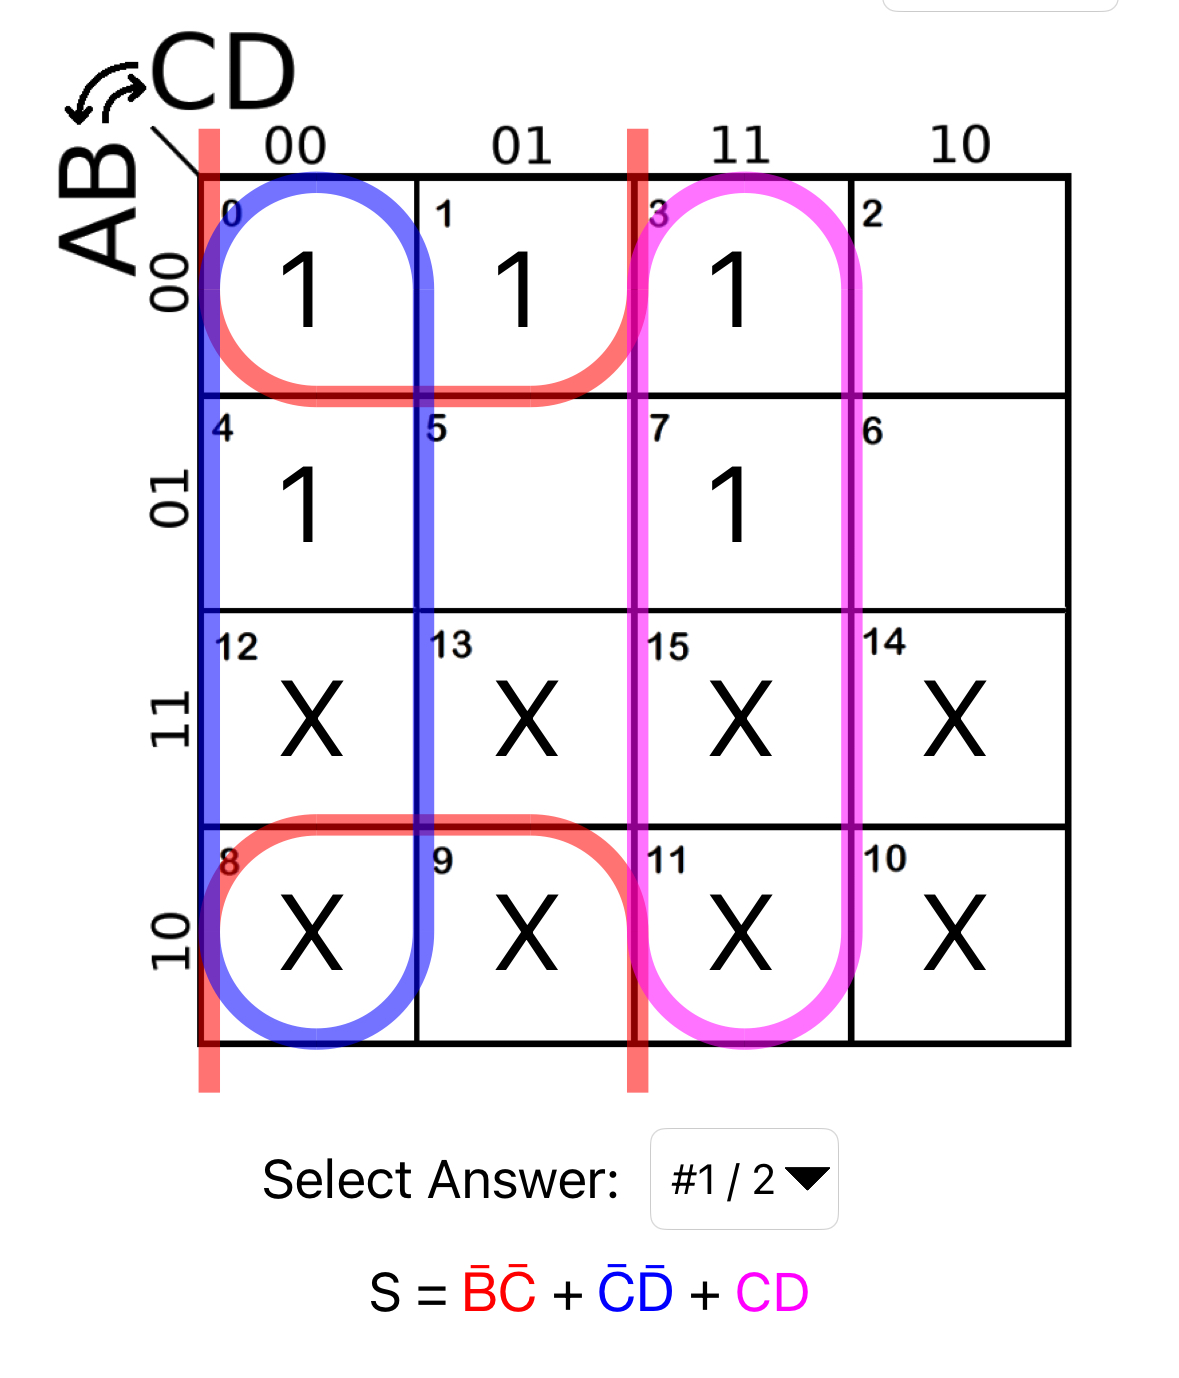 CD
AB
00 01 11 10
00
0 1 3 2
1 1 1
01
4 5 7 6
1 1
11
12 13 15 14
X X X X
10
8 9 11 10
X X X X
Select Answer: #1 / 2
S = B̄C̄ + C̄D̄ + CD